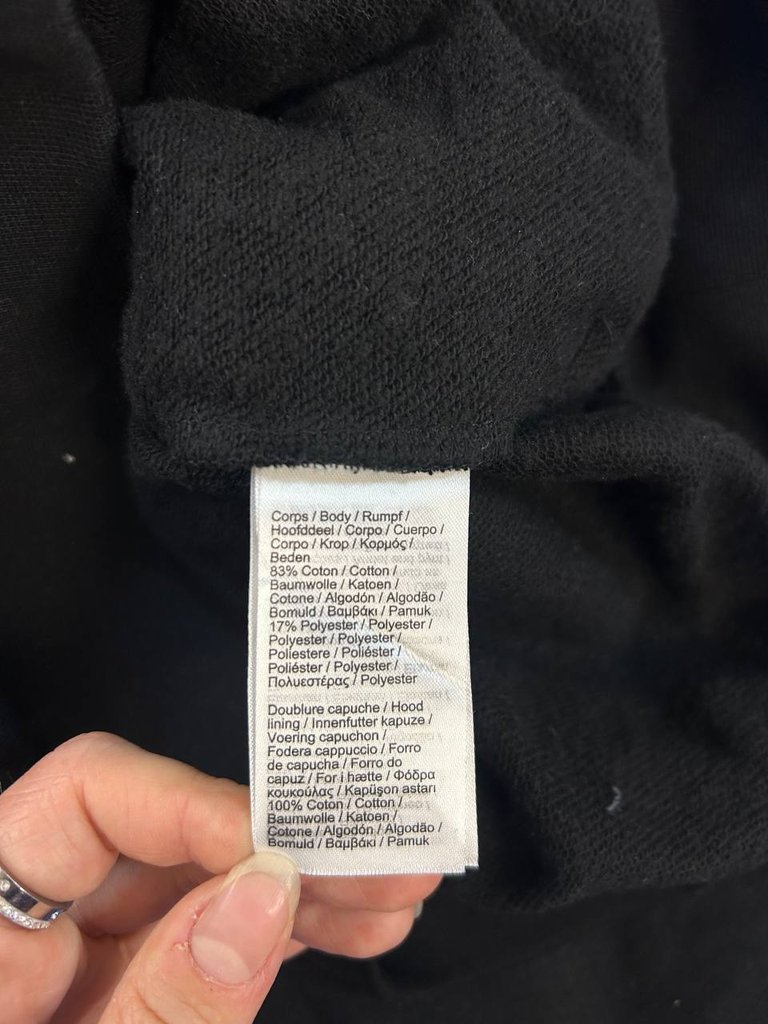 Corps / Body / Rumpf /
Hoofddeel / Corpo / Cuerpo /
Corpo / Krop / Κορμός /
Beden
83% Coton / Cotton /
Baumwolle / Katoen /
Cotone / Algodón / Algodão /
Bomuld / Βαμβάκι / Pamuk
17% Polyester / Polyester /
Polyester / Polyester /
Poliestere / Poliéster /
Poliéster / Polyester /
Πολυεστέρας / Polyester
Doublure capuche / Hood
lining / Innenfutter kapuze /
Voering capuchon /
Fodera cappuccio / Forro
de capucha / Forro do
capuz / For i hætte / Φόδρα
κουκούλας / Kapüşon astarı
100% Coton / Cotton /
Baumwolle / Katoen /
Cotone / Algodón / Algodão /
Bomuld / Βαμβάκι / Pamuk